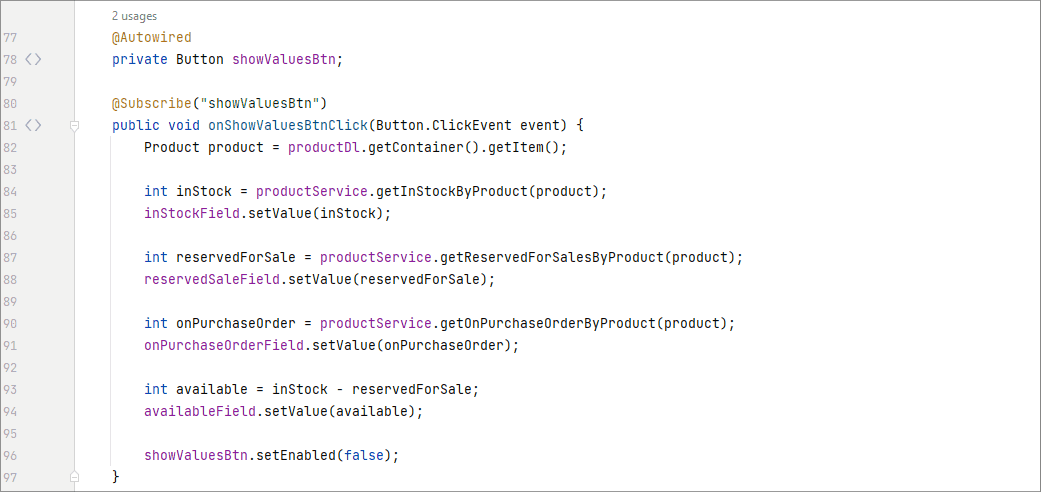 2 usages
77 @Autowired
78 private Button showValuesBtn;
79
80 @Subscribe("showValuesBtn")
81 public void onShowValuesBtnClick(Button.ClickEvent event) {
82 Product product = productDl.getContainer().getItem();
83
84 int inStock = productService.getInStockByProduct(product);
85 inStockField.setValue(inStock);
86
87 int reservedForSale = productService.getReservedForSalesByProduct(product);
88 reservedSaleField.setValue(reservedForSale);
89
90 int onPurchaseOrder = productService.getOnPurchaseOrderByProduct(product);
91 onPurchaseOrderField.setValue(onPurchaseOrder);
92
93 int available = inStock - reservedForSale;
94 availableField.setValue(available);
95
96 showValuesBtn.setEnabled(false);
97 }